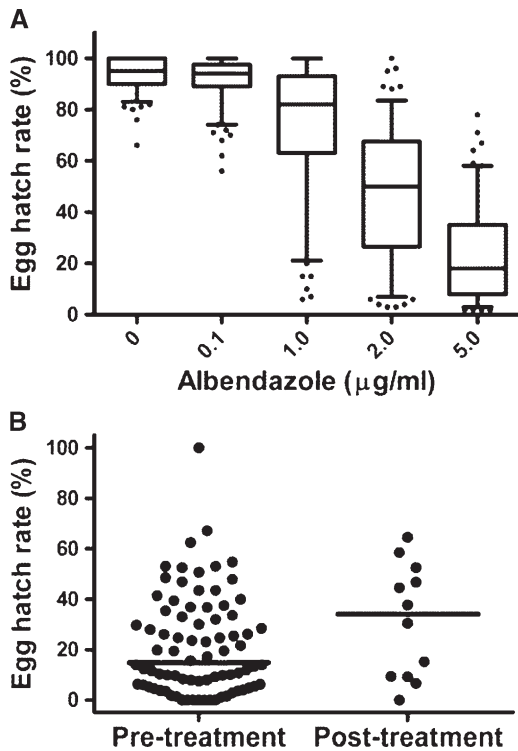 A
Egg hatch rate (%)
100
80
60
40
20
0
0
0.1
1.0
2.0
5.0
Albendazole (μg/ml)
B
Egg hatch rate (%)
100
80
60
40
20
0
Pre-treatment
Post-treatment